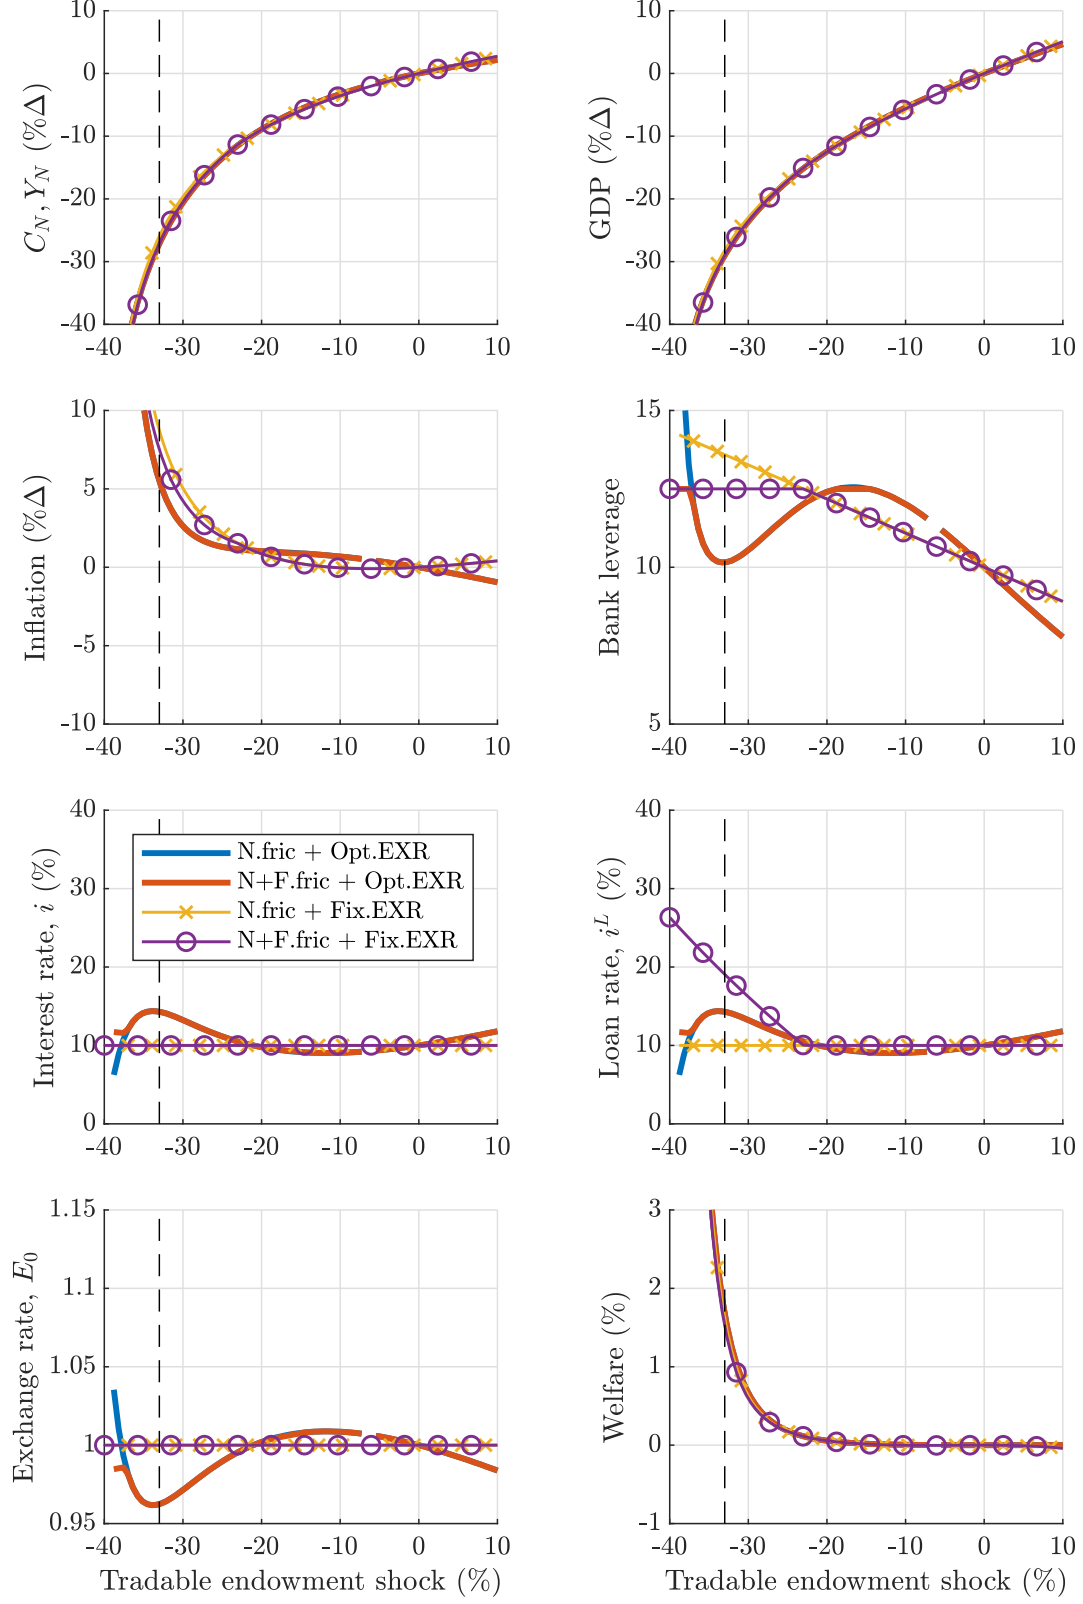 10
0
-10
-20
-30
-40
-40 -30 -20 -10 0 10
C_N, Y_N (%Δ)
10
0
-10
-20
-30
-40
-40 -30 -20 -10 0 10
GDP (%Δ)
10
5
0
-5
-10
-40 -30 -20 -10 0 10
Inflation (%Δ)
15
10
5
-40 -30 -20 -10 0 10
Bank leverage
40
30
20
10
0
-40 -30 -20 -10 0 10
Interest rate, i (%)
N.fric + Opt.EXR
N+F.fric + Opt.EXR
N.fric + Fix.EXR
N+F.fric + Fix.EXR
40
30
20
10
0
-40 -30 -20 -10 0 10
Loan rate, i^L (%)
1.15
1.1
1.05
1
0.95
-40 -30 -20 -10 0 10
Exchange rate, E_0
Tradable endowment shock (%)
3
2
1
0
-1
-40 -30 -20 -10 0 10
Welfare (%)
Tradable endowment shock (%)